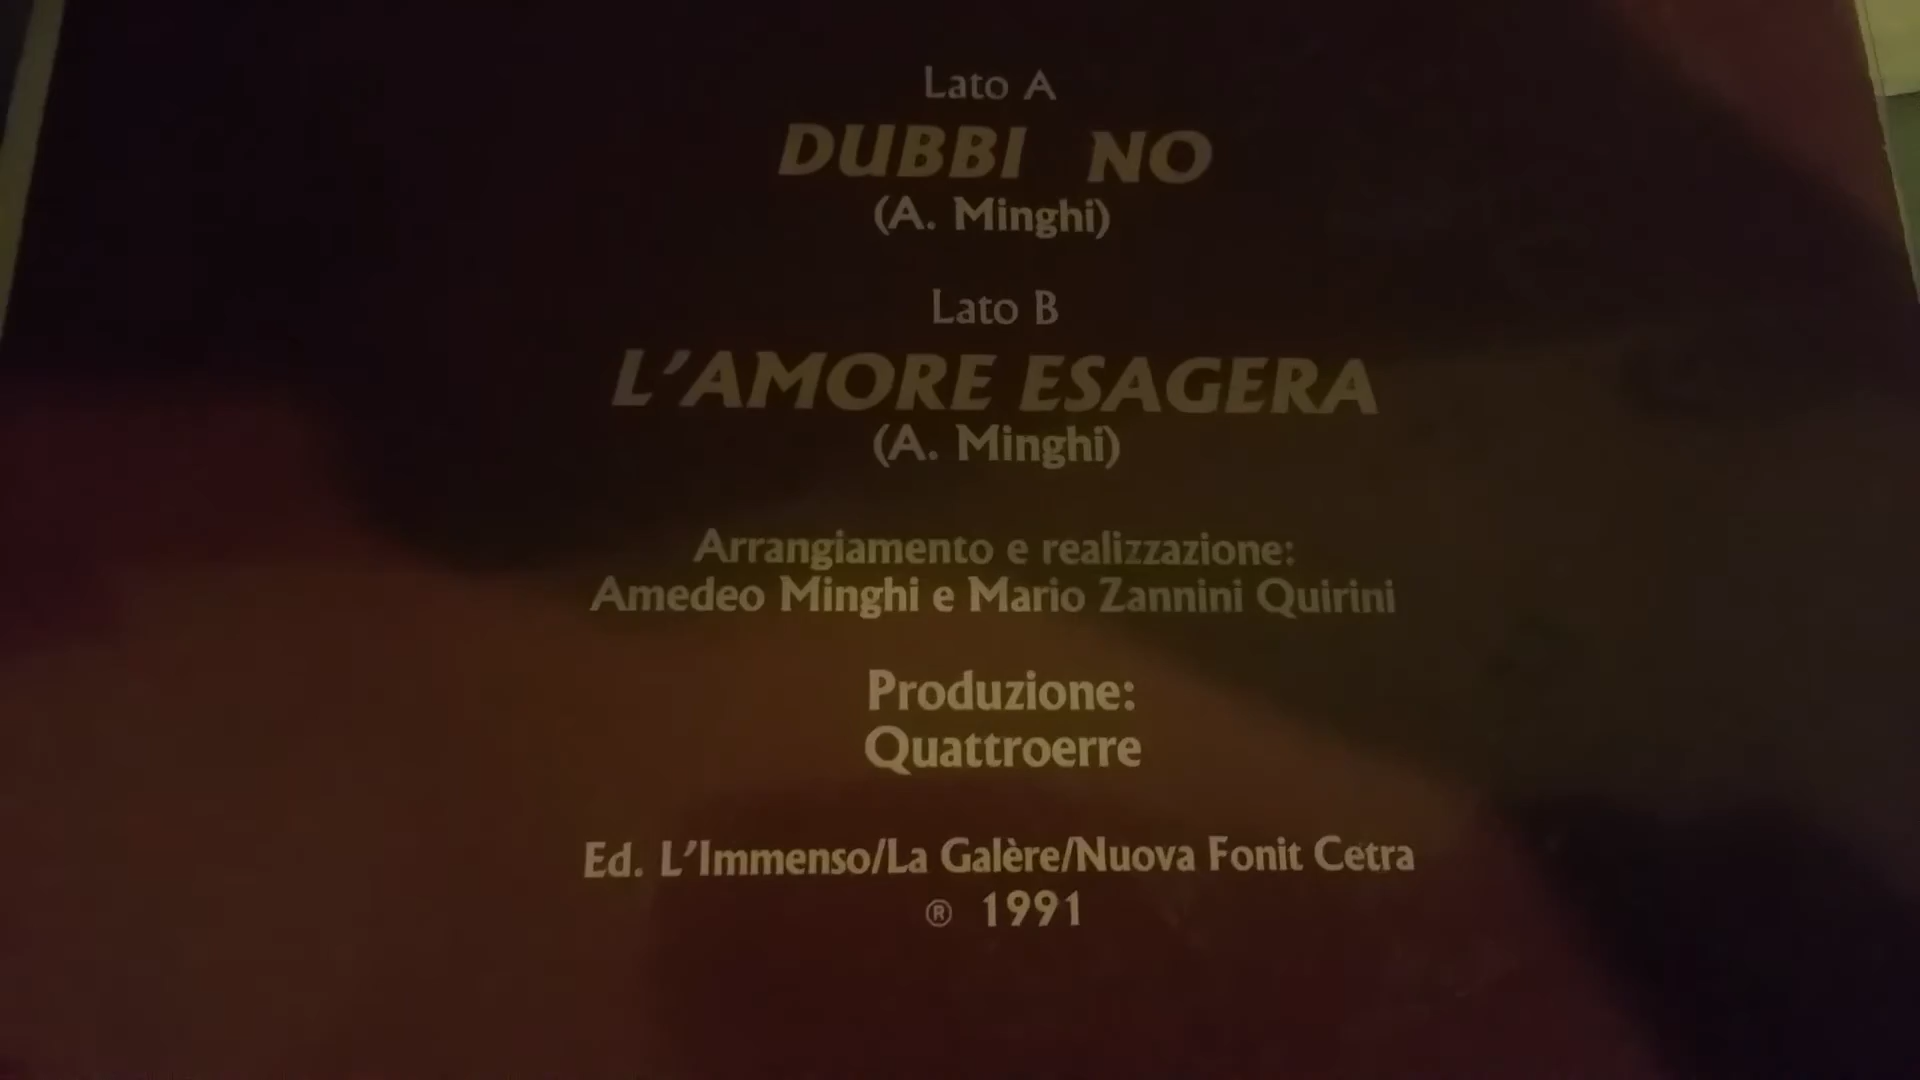 Lato A
DUBBI NO
(A. Minghi)
Lato B
L'AMORE ESAGERA
(A. Minghi)
Arrangiamento e realizzazione:
Amedeo Minghi e Mario Zannini Quirini
Produzione:
Quattroerre
Ed. L'Immenso/La Galère/Nuova Fonit Cetra
® 1991